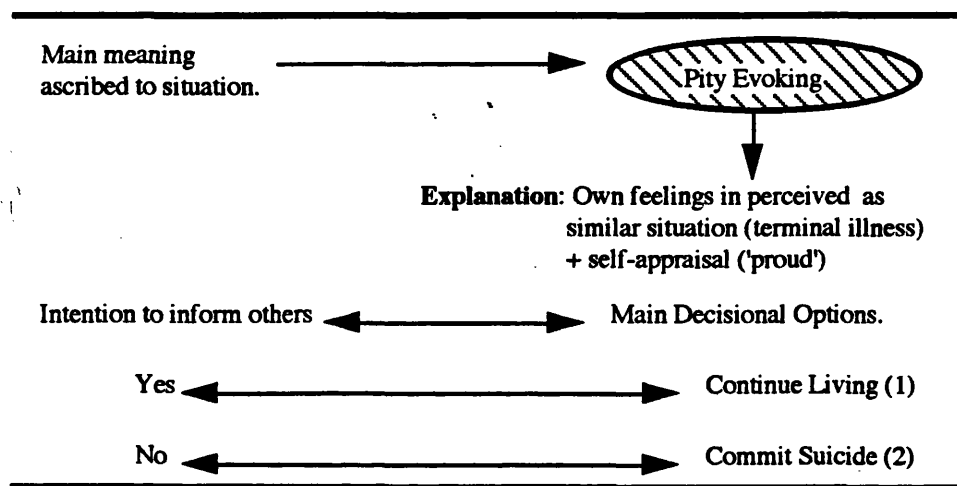 Main meaning
ascribed to situation.
Pity Evoking
Explanation: Own feelings in perceived as
similar situation (terminal illness)
+ self-appraisal ('proud')
Intention to inform others
Main Decisional Options.
Yes
Continue Living (1)
No
Commit Suicide (2)